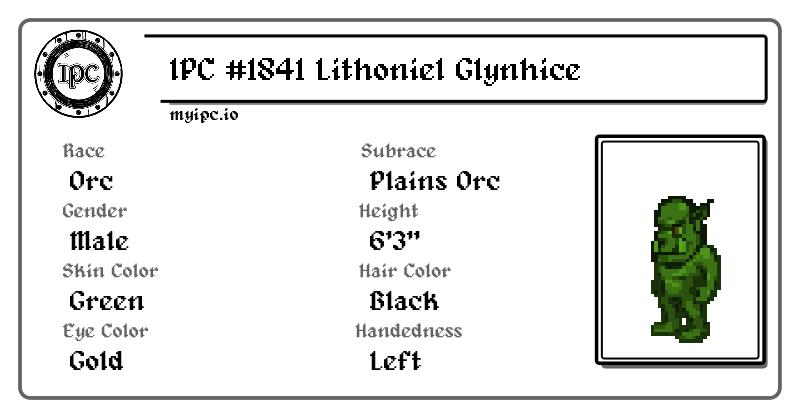 IPC
IPC #1841 Lithoniel Glynhice
myipc.io
Race
Orc
Subrace
Plains Orc
Gender
Male
Height
6'3"
Skin Color
Green
Hair Color
Black
Eye Color
Gold
Handedness
Left